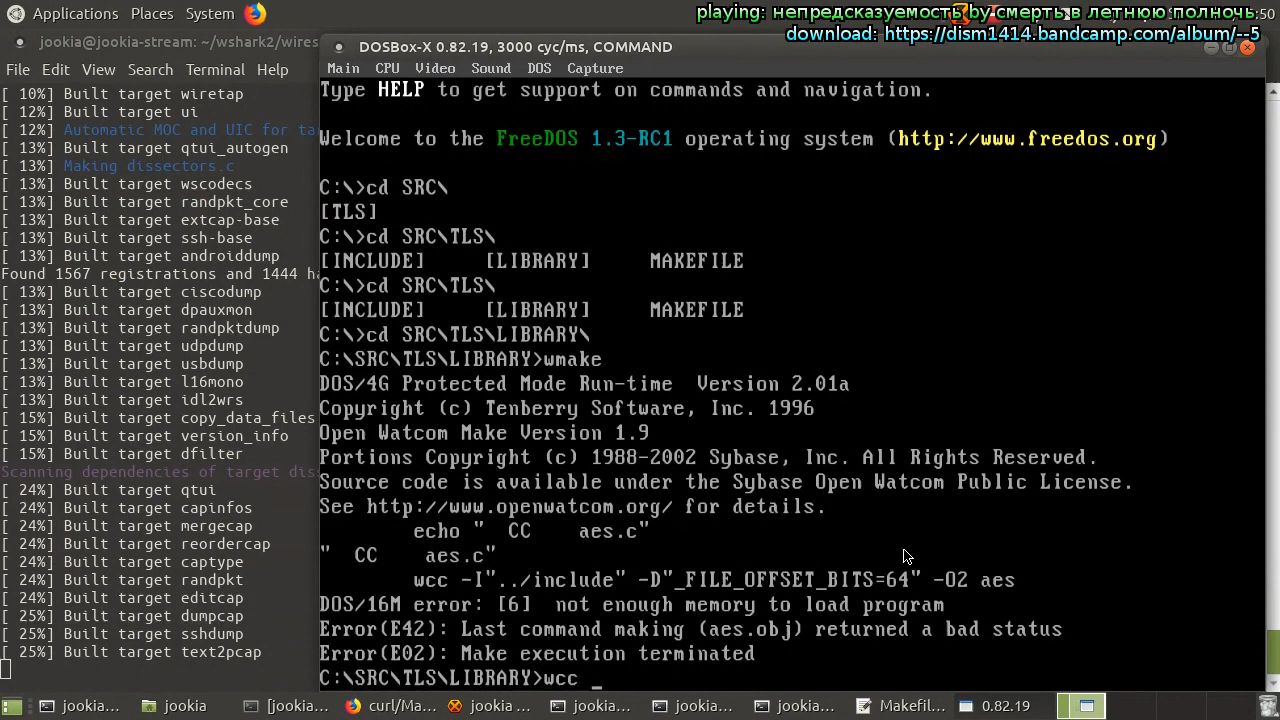 Applications Places System
playing: непредсказуемость by смерть в летнюю полночь
:50
download: https://dism1414.bandcamp.com/album/--5
jookia@jookia-stream: ~/wshark2/wires
File Edit View Search Terminal Help
[ 10%] Built target wiretap
[ 12%] Built target ui
[ 12%] Automatic MOC and UIC for ta
[ 13%] Built target qtui_autogen
[ 13%] Making dissectors.c
[ 13%] Built target wscodecs
[ 13%] Built target randpkt_core
[ 13%] Built target extcap-base
[ 13%] Built target ssh-base
[ 13%] Built target androiddump
Found 1567 registrations and 1444 ha
[ 13%] Built target ciscodump
[ 13%] Built target dpauxmon
[ 13%] Built target randpktdump
[ 13%] Built target udpdump
[ 13%] Built target usbdump
[ 13%] Built target l16mono
[ 13%] Built target idl2wrs
[ 15%] Built target copy_data_files
[ 15%] Built target version_info
[ 15%] Built target dfilter
Scanning dependencies of target dis
[ 24%] Built target qtui
[ 24%] Built target capinfos
[ 24%] Built target mergecap
[ 24%] Built target reordercap
[ 24%] Built target captype
[ 24%] Built target randpkt
[ 24%] Built target editcap
[ 25%] Built target dumpcap
[ 25%] Built target sshdump
[ 25%] Built target text2pcap
DOSBox-X 0.82.19, 3000 cyc/ms, COMMAND
Main CPU Video Sound DOS Capture
Type HELP to get support on commands and navigation.
Welcome to the FreeDOS 1.3-RC1 operating system (http://www.freedos.org)
C:\>cd SRC\
[TLS]
C:\>cd SRC\TLS\
[INCLUDE] [LIBRARY] MAKEFILE
C:\>cd SRC\TLS\
[INCLUDE] [LIBRARY] MAKEFILE
C:\>cd SRC\TLS\LIBRARY\
C:\SRC\TLS\LIBRARY>wmake
DOS/4G Protected Mode Run-time Version 2.01a
Copyright (c) Tenberry Software, Inc. 1996
Open Watcom Make Version 1.9
Portions Copyright (c) 1988-2002 Sybase, Inc. All Rights Reserved.
Source code is available under the Sybase Open Watcom Public License.
See http://www.openwatcom.org/ for details.
echo " CC aes.c"
" CC aes.c"
wcc -I"../include" -D"_FILE_OFFSET_BITS=64" -O2 aes
DOS/16M error: [6] not enough memory to load program
Error(E42): Last command making (aes.obj) returned a bad status
Error(E02): Make execution terminated
C:\SRC\TLS\LIBRARY>wcc _
jookia...
jookia
[jookia...
curl/Ma...
jookia ...
jookia...
jookia...
jookia...
Makefil...
0.82.19